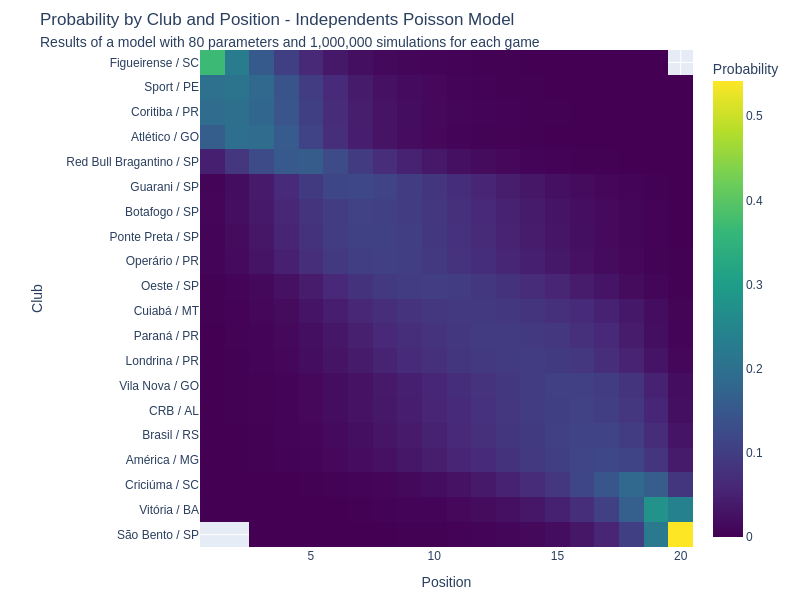 Probability by Club and Position - Independents Poisson Model
Results of a model with 80 parameters and 1,000,000 simulations for each game
Probability
Figueirense / SC
Sport / PE
Coritiba / PR
Atlético / GO
Red Bull Bragantino / SP
Guarani / SP
Botafogo / SP
Ponte Preta / SP
Operário / PR
Oeste / SP
Cuiabá / MT
Paraná / PR
Londrina / PR
Vila Nova / GO
CRB / AL
Brasil / RS
América / MG
Criciúma / SC
Vitória / BA
São Bento / SP
Club
5
10
15
20
Position
0.5
0.4
0.3
0.2
0.1
0